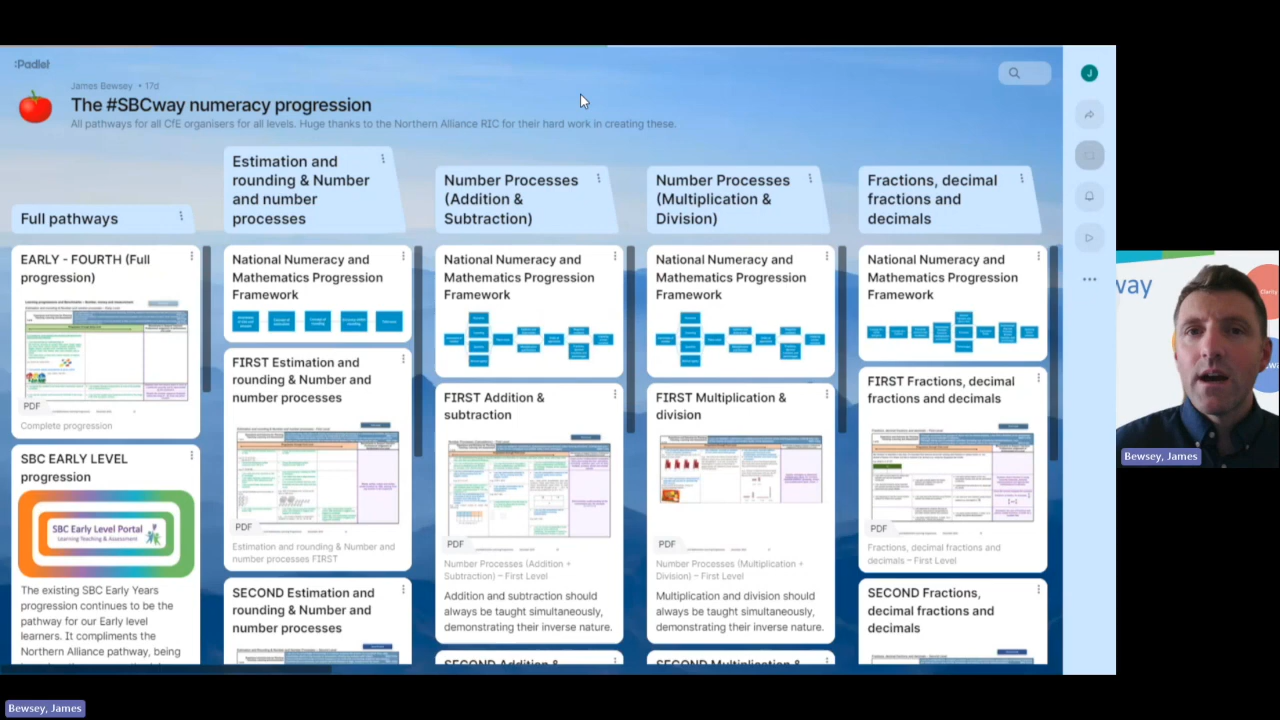 :Padlet
James Bewsey • 17d
The #SBCway numeracy progression
All pathways for all CfE organisers for all levels. Huge thanks to the Northern Alliance RIC for their hard work in creating these.
J
Full pathways
EARLY - FOURTH (Full
progression)
PDF
Complete progression
SBC EARLY LEVEL
progression
SBC Early Level Portal
Learning Teaching & Assessment
The existing SBC Early Years
progression continues to be the
pathway for our Early level
learners. It compliments the
Northern Alliance pathway, being
Estimation and
rounding & Number
and number
processes
National Numeracy and
Mathematics Progression
Framework
FIRST Estimation and
rounding & Number and
number processes
PDF
Estimation and rounding & Number and
number processes FIRST
SECOND Estimation and
rounding & Number and
number processes
Number Processes
(Addition &
Subtraction)
National Numeracy and
Mathematics Progression
Framework
FIRST Addition &
subtraction
PDF
Number Processes (Addition +
Subtraction) – First Level
Addition and subtraction should
always be taught simultaneously,
demonstrating their inverse nature.
SECOND Addition &
Number Processes
(Multiplication &
Division)
National Numeracy and
Mathematics Progression
Framework
FIRST Multiplication &
division
PDF
Number Processes (Multiplication +
Division) – First Level
Multiplication and division should
always be taught simultaneously,
demonstrating their inverse nature.
SECOND Multiplication &
Fractions, decimal
fractions and
decimals
National Numeracy and
Mathematics Progression
Framework
FIRST Fractions, decimal
fractions and decimals
PDF
Fractions, decimal fractions and
decimals – First Level
SECOND Fractions,
decimal fractions and
decimals
way
Clarity
Bewsey, James
Bewsey, James